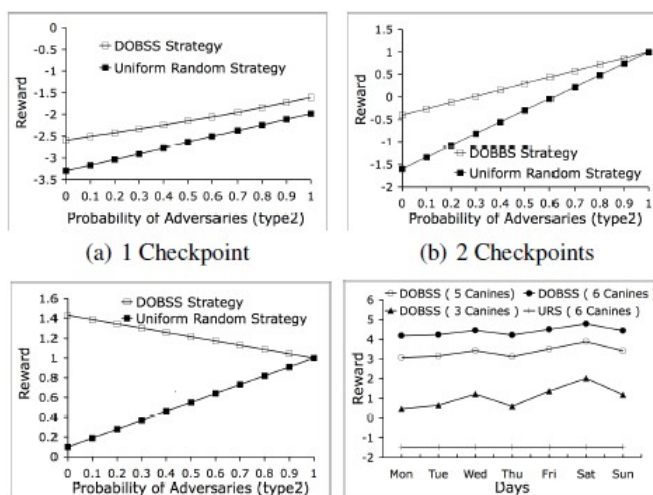 0
-0.5
-1
-1.5
-2
-2.5
-3
-3.5
Reward
DOBSS Strategy
Uniform Random Strategy
0 0.1 0.2 0.3 0.4 0.5 0.6 0.7 0.8 0.9 1
Probability of Adversaries (type2)
(a) 1 Checkpoint
1.5
1
0.5
0
-0.5
-1
-1.5
-2
Reward
DOBBS Strategy
Uniform Random Strategy
0 0.1 0.2 0.3 0.4 0.5 0.6 0.7 0.8 0.9 1
Probability of Adversaries (type2)
(b) 2 Checkpoints
1.6
1.4
1.2
1
0.8
0.6
0.4
0.2
0
Reward
DOBSS Strategy
Uniform Random Strategy
0 0.1 0.2 0.3 0.4 0.5 0.6 0.7 0.8 0.9 1
Probability of Adversaries (type2)
DOBSS ( 5 Canines) DOBSS ( 6 Canines )
DOBSS ( 3 Canines ) URS ( 6 Canines )
6
5
4
3
2
1
0
-1
-2
Reward
Mon Tue Wed Thu Fri Sat Sun
Days